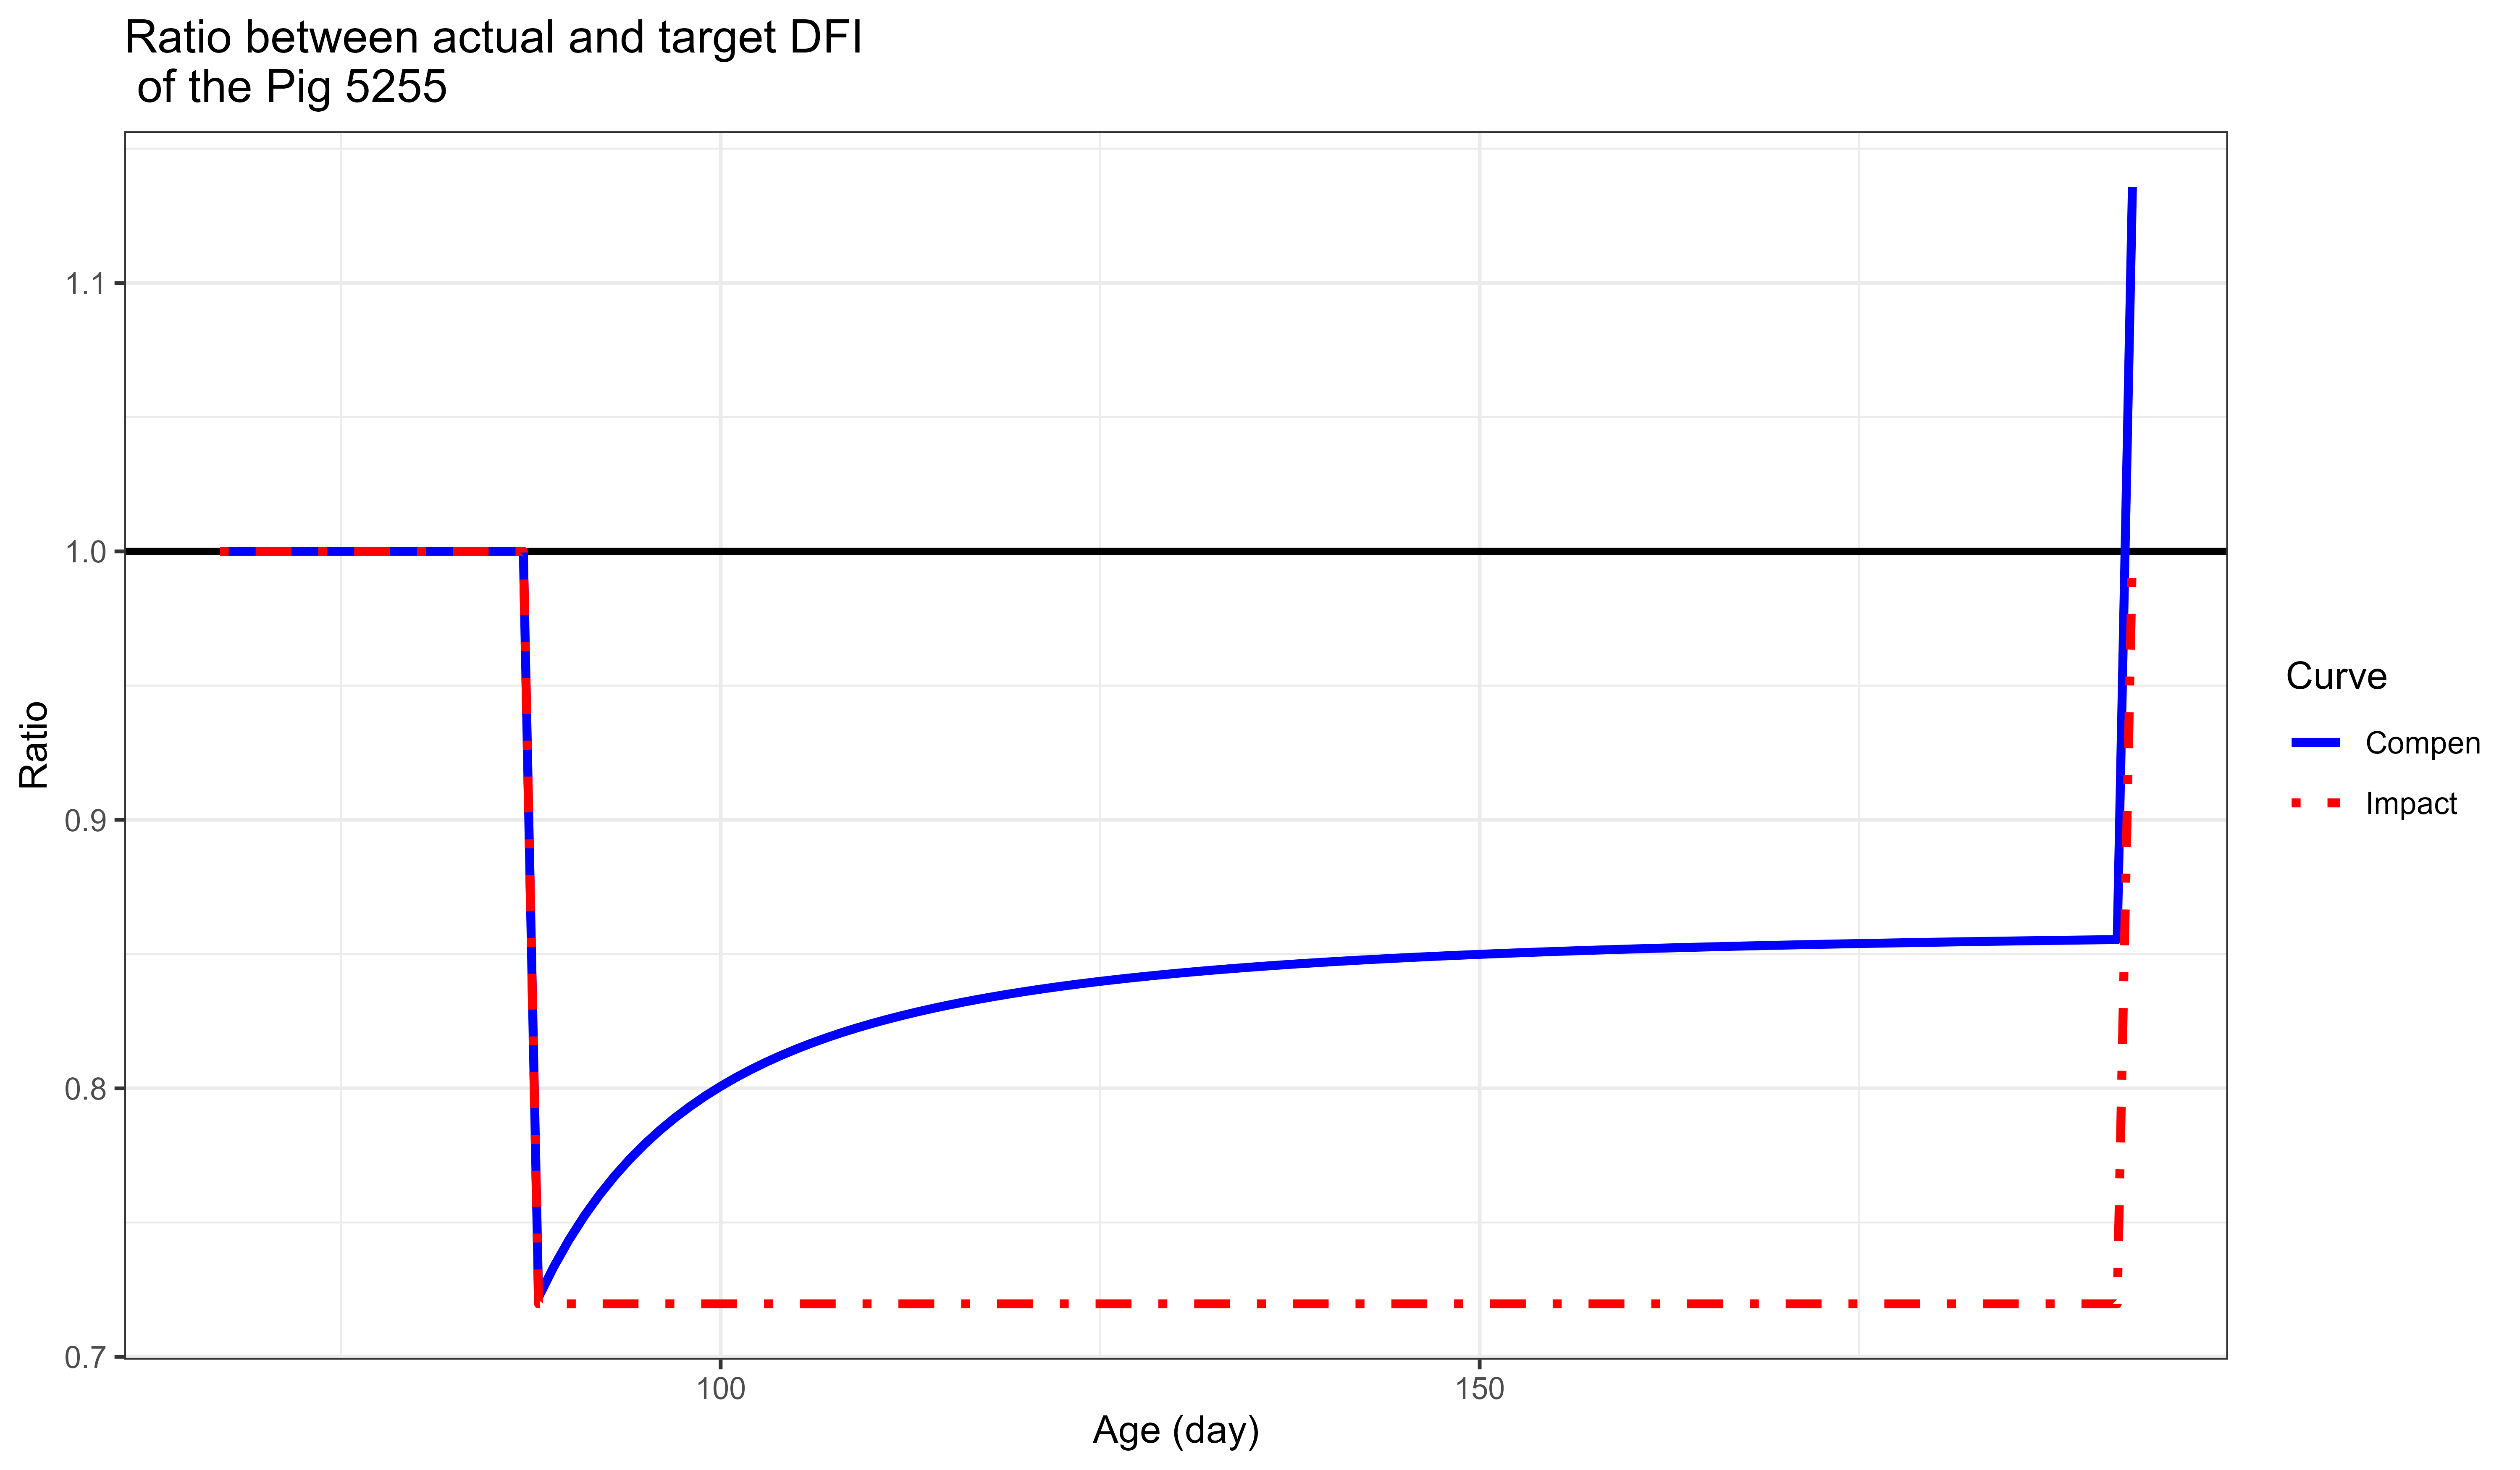 Ratio between actual and target DFI
of the Pig 5255
1.1
1.0
0.9
0.8
0.7
Ratio
100
150
Age (day)
Curve
Compen
Impact